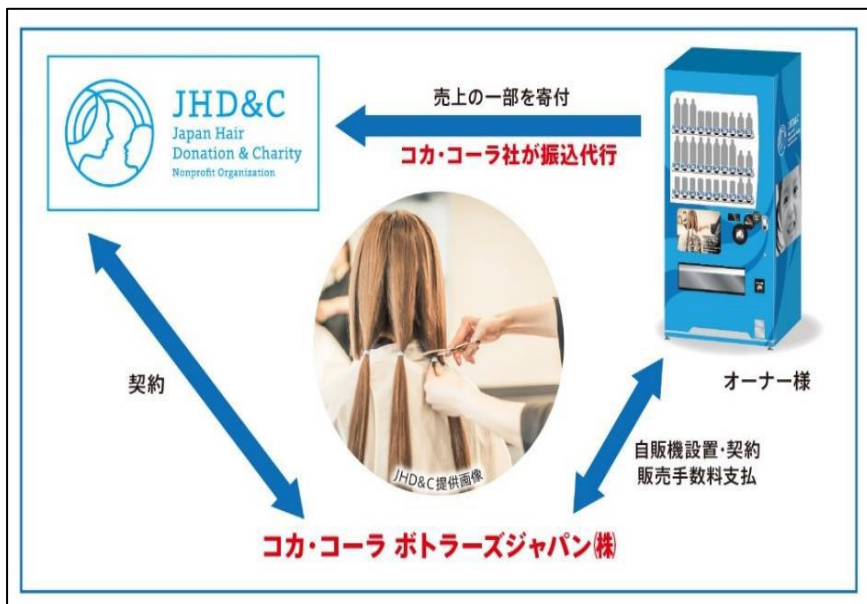 JHD&C
Japan Hair
Donation & Charity
Nonprofit Organization
売上の一部を寄付
コカ・コーラ社が振込代行
契約
オーナー様
自販機設置・契約
販売手数料支払
JHD&C提供画像
コカ・コーラ ボトラーズジャパン㈱